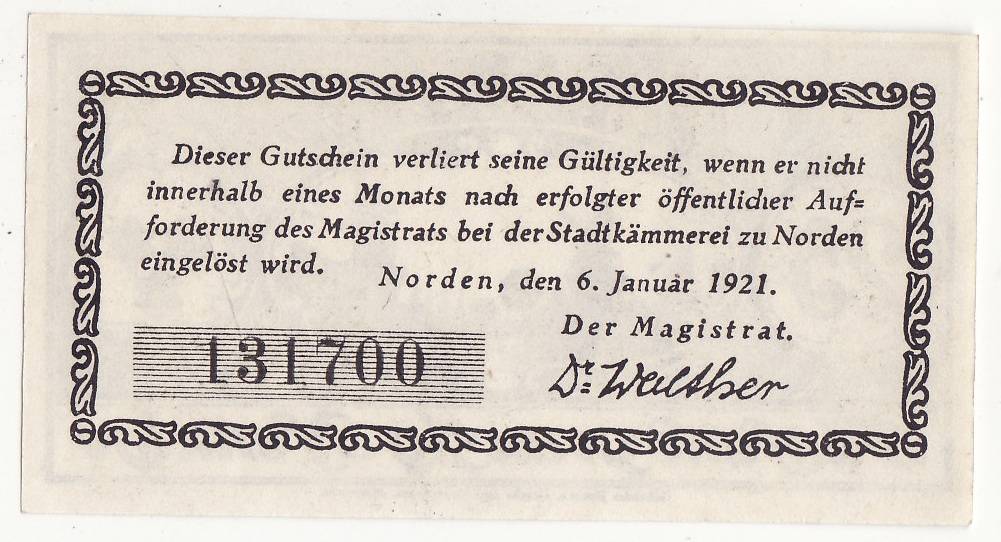 Dieser Gutschein verliert seine Gültigkeit, wenn er nicht
innerhalb eines Monats nach erfolgter öffentlicher Auf=
forderung des Magistrats bei der Stadtkämmerei zu Norden
eingelöst wird.
Norden, den 6. Januar 1921.
Der Magistrat.
131700
Dr. Walther